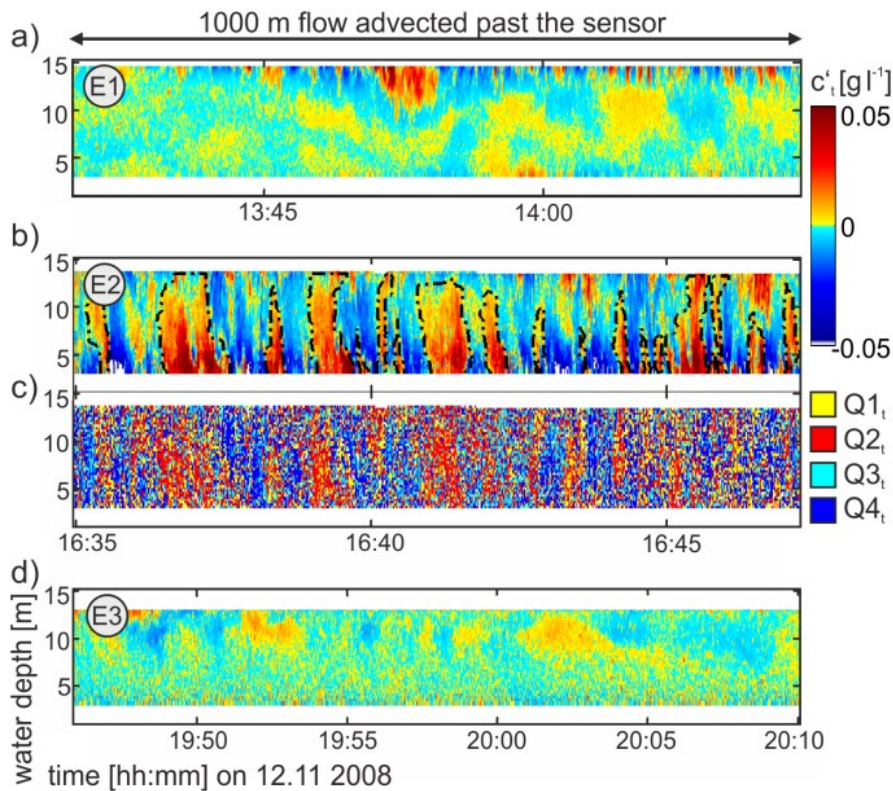 1000 m flow advected past the sensor
a)
15
10
5
E1
13:45
14:00
c't [g l-1]
0.05
0
-0.05
b)
15
10
5
E2
c)
15
10
5
16:35
16:40
16:45
Q1t
Q2t
Q3t
Q4t
d)
15
10
5
E3
19:50
19:55
20:00
20:05
20:10
water depth [m]
time [hh:mm] on 12.11 2008